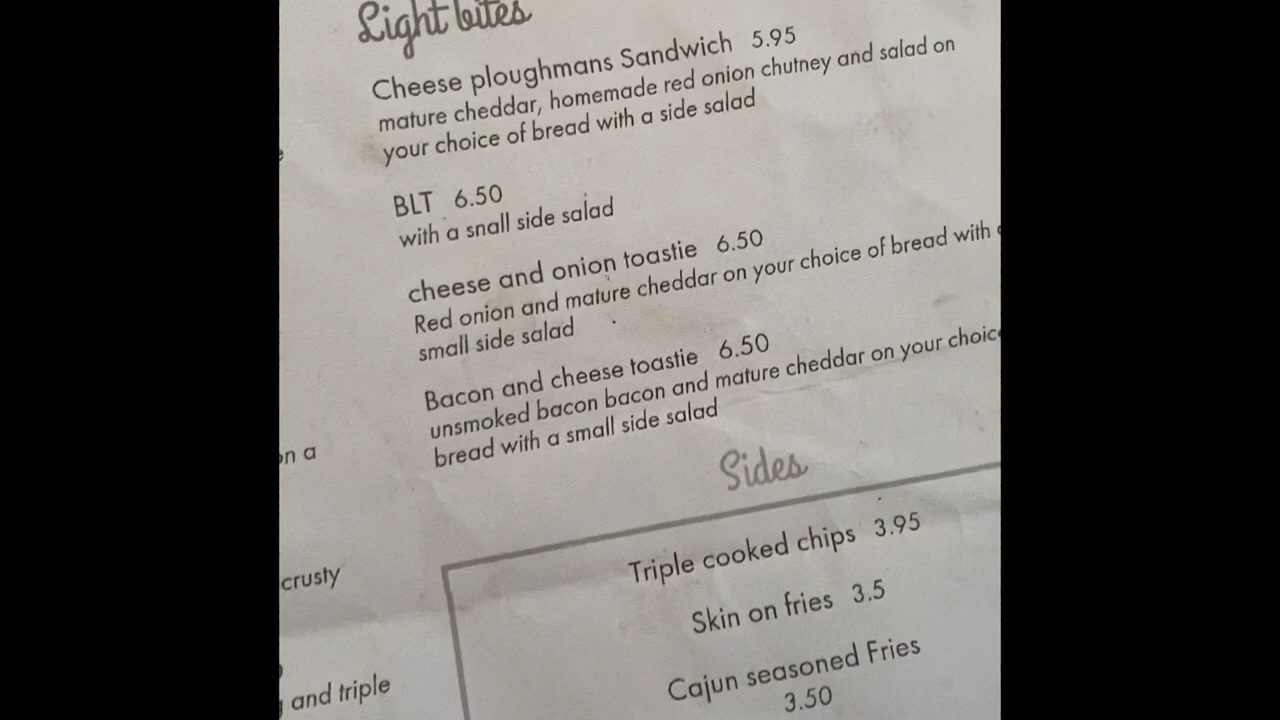 Light bites
Cheese ploughmans Sandwich 5.95
mature cheddar, homemade red onion chutney and salad on
your choice of bread with a side salad
BLT 6.50
with a snall side salad
cheese and onion toastie 6.50
Red onion and mature cheddar on your choice of bread with
small side salad
Bacon and cheese toastie 6.50
unsmoked bacon bacon and mature cheddar on your choice
bread with a small side salad
on a
crusty
and triple
Sides
Triple cooked chips 3.95
Skin on fries 3.5
Cajun seasoned Fries
3.50